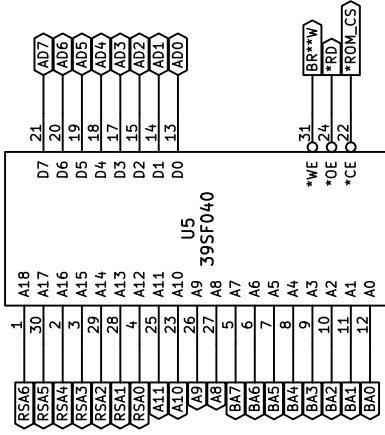 AD7 AD6 AD5 AD4 AD3 AD2 AD1 AD0 BR**W *RD *ROM_CS
21 20 19 18 17 15 14 13 31 24 22
D7 D6 D5 D4 D3 D2 D1 D0 *WE *OE *CE
U5
39SF040
A18 A17 A16 A15 A14 A13 A12 A11 A10 A9 A8 A7 A6 A5 A4 A3 A2 A1 A0
1 30 2 3 29 28 4 25 23 26 27 5 6 7 8 9 10 11 12
RSA6 RSA5 RSA4 RSA3 RSA2 RSA1 RSA0 A11 A10 A9 A8 BA7 BA6 BA5 BA4 BA3 BA2 BA1 BA0